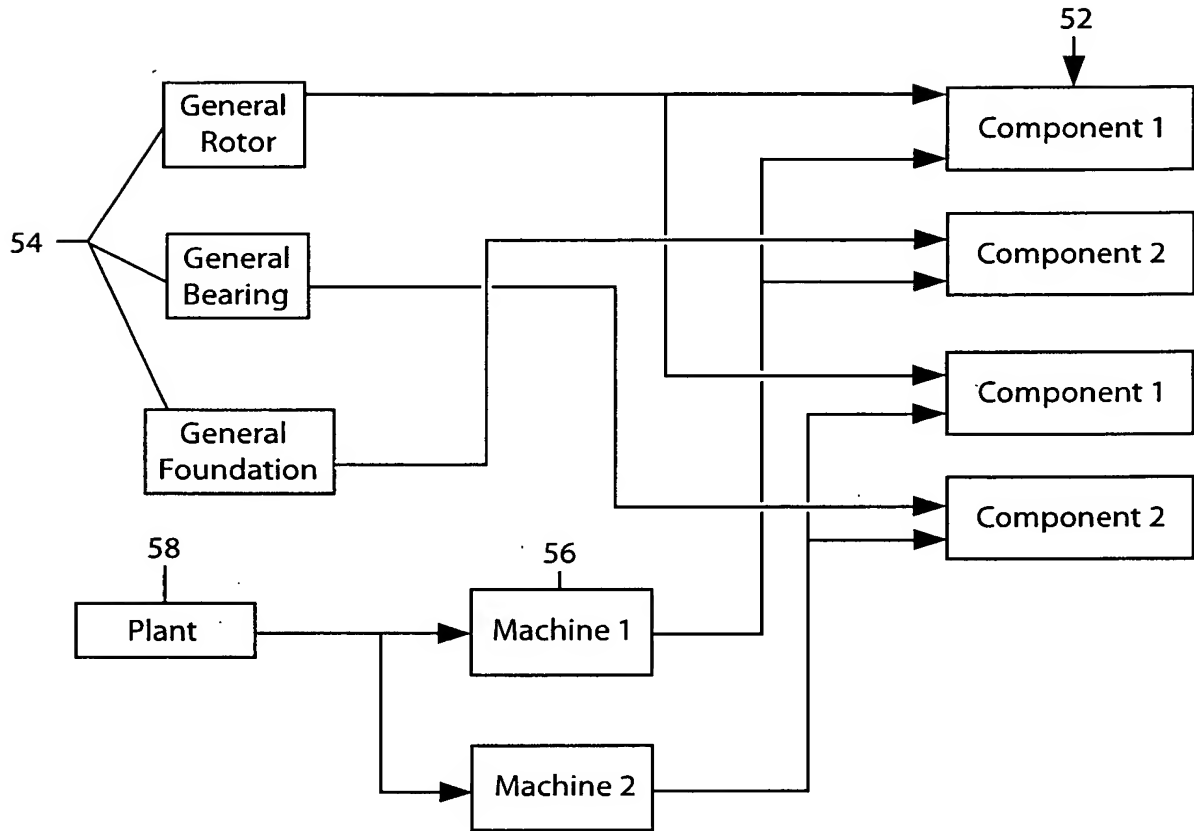 52
General
Rotor
Component 1
54
General
Bearing
Component 2
Component 1
General
Foundation
Component 2
58
56
Plant
Machine 1
Machine 2